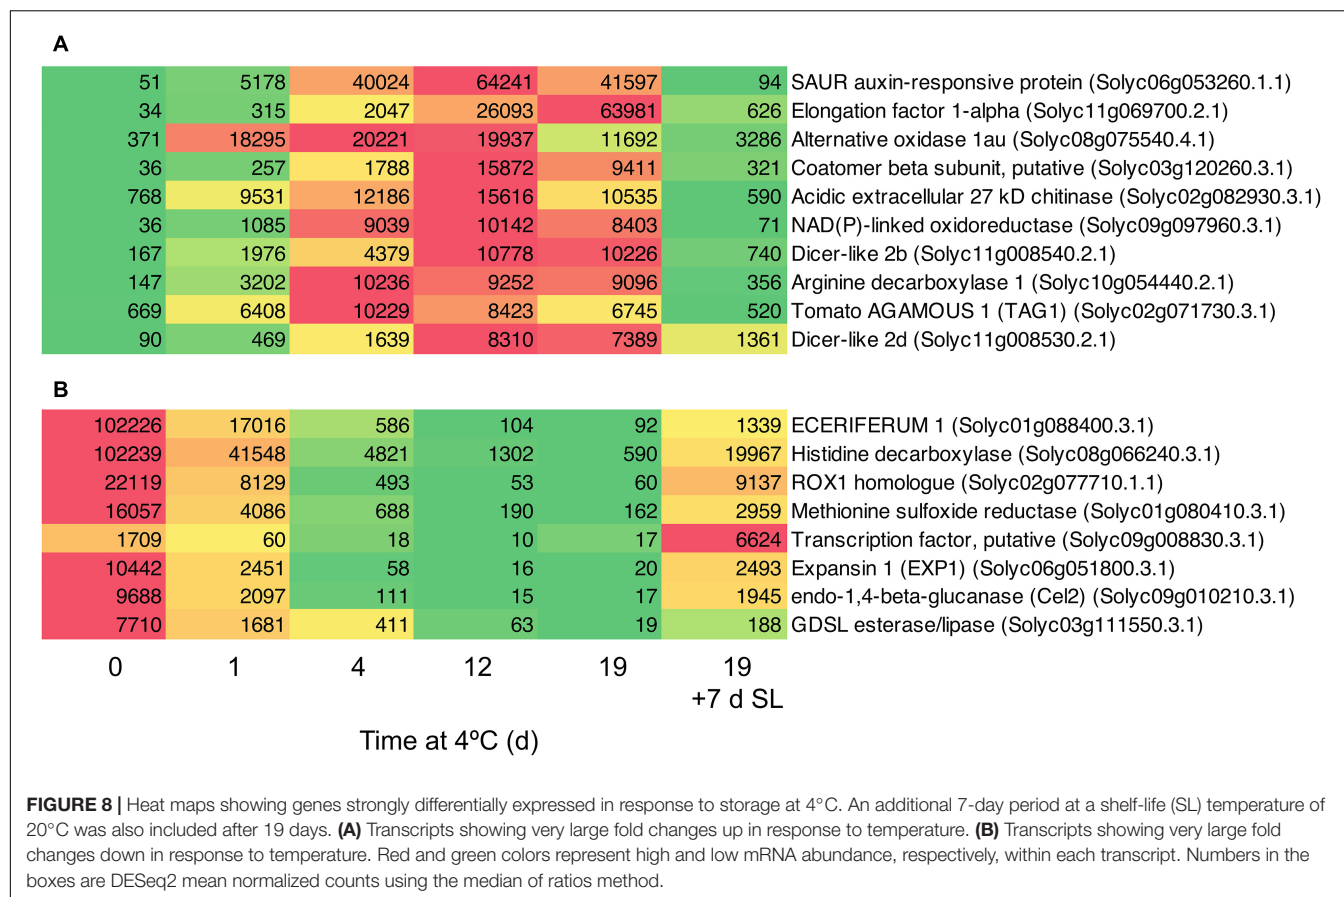 A
51 5178 40024 64241 41597 94 SAUR auxin-responsive protein (Solyc06g053260.1.1)
34 315 2047 26093 63981 626 Elongation factor 1-alpha (Solyc11g069700.2.1)
371 18295 20221 19937 11692 3286 Alternative oxidase 1au (Solyc08g075540.4.1)
36 257 1788 15872 9411 321 Coatomer beta subunit, putative (Solyc03g120260.3.1)
768 9531 12186 15616 10535 590 Acidic extracellular 27 kD chitinase (Solyc02g082930.3.1)
36 1085 9039 10142 8403 71 NAD(P)-linked oxidoreductase (Solyc09g097960.3.1)
167 1976 4379 10778 10226 740 Dicer-like 2b (Solyc11g008540.2.1)
147 3202 10236 9252 9096 356 Arginine decarboxylase 1 (Solyc10g054440.2.1)
669 6408 10229 8423 6745 520 Tomato AGAMOUS 1 (TAG1) (Solyc02g071730.3.1)
90 469 1639 8310 7389 1361 Dicer-like 2d (Solyc11g008530.2.1)
B
102226 17016 586 104 92 1339 ECERIFERUM 1 (Solyc01g088400.3.1)
102239 41548 4821 1302 590 19967 Histidine decarboxylase (Solyc08g066240.3.1)
22119 8129 493 53 60 9137 ROX1 homologue (Solyc02g077710.1.1)
16057 4086 688 190 162 2959 Methionine sulfoxide reductase (Solyc01g080410.3.1)
1709 60 18 10 17 6624 Transcription factor, putative (Solyc09g008830.3.1)
10442 2451 58 16 20 2493 Expansin 1 (EXP1) (Solyc06g051800.3.1)
9688 2097 111 15 17 1945 endo-1,4-beta-glucanase (Cel2) (Solyc09g010210.3.1)
7710 1681 411 63 19 188 GDSL esterase/lipase (Solyc03g111550.3.1)
0 1 4 12 19 19
+7 d SL
Time at 4ºC (d)
FIGURE 8 | Heat maps showing genes strongly differentially expressed in response to storage at 4°C. An additional 7-day period at a shelf-life (SL) temperature of
20°C was also included after 19 days. (A) Transcripts showing very large fold changes up in response to temperature. (B) Transcripts showing very large fold
changes down in response to temperature. Red and green colors represent high and low mRNA abundance, respectively, within each transcript. Numbers in the
boxes are DESeq2 mean normalized counts using the median of ratios method.